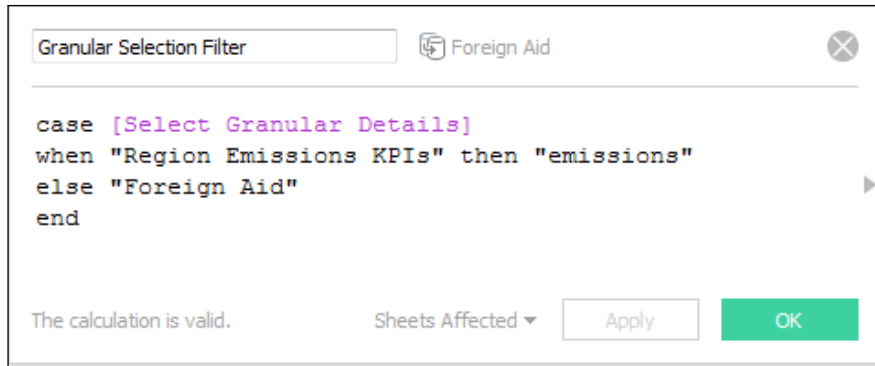 Granular Selection Filter Foreign Aid
case [Select Granular Details]
when "Region Emissions KPIs" then "emissions"
else "Foreign Aid"
end
The calculation is valid. Sheets Affected Apply OK